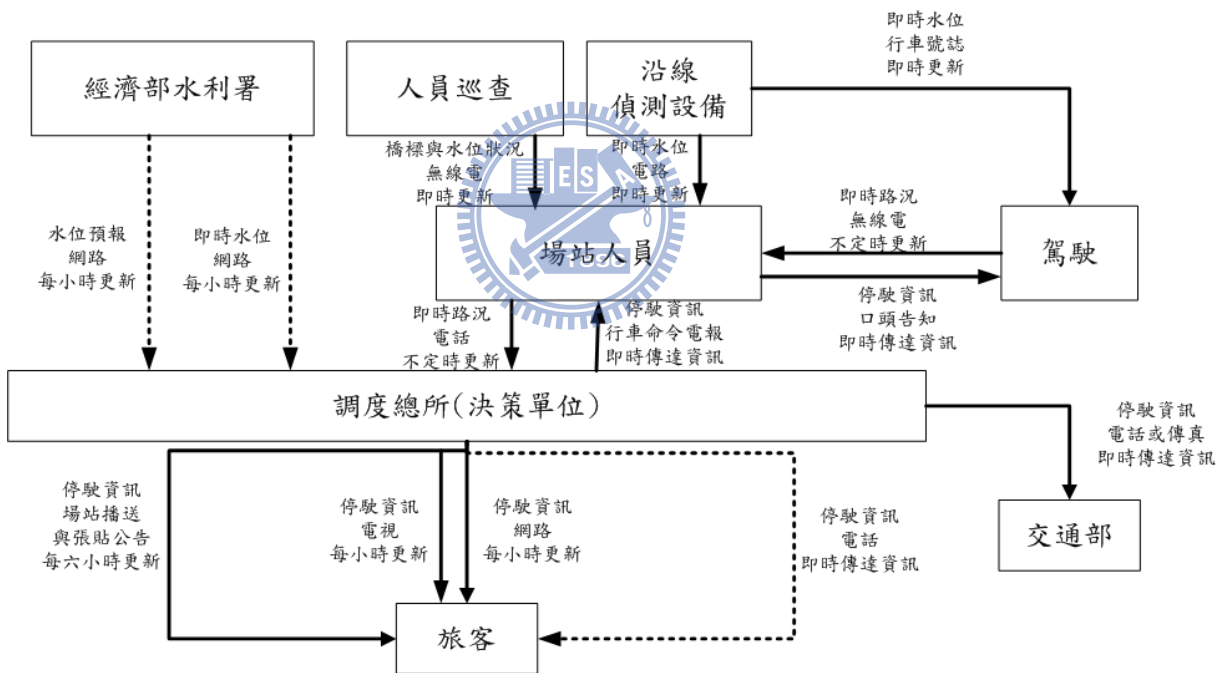 即時水位
行車號誌
即時更新
經濟部水利署
人員巡查
沿線
偵測設備
橋樑與水位狀況
無線電
即時更新
即時水位
電路
即時更新
水位預報
網路
每小時更新
即時水位
網路
每小時更新
場站人員
即時路況
無線電
不定時更新
駕駛
停駛資訊
口頭告知
即時傳達資訊
即時路況
電話
不定時更新
停駛資訊
行車命令電報
即時傳達資訊
調度總所(決策單位)
停駛資訊
電話或傳真
即時傳達資訊
停駛資訊
場站播送
與張貼公告
每六小時更新
停駛資訊
電視
每小時更新
停駛資訊
網路
每小時更新
停駛資訊
電話
即時傳達資訊
交通部
旅客
ESA